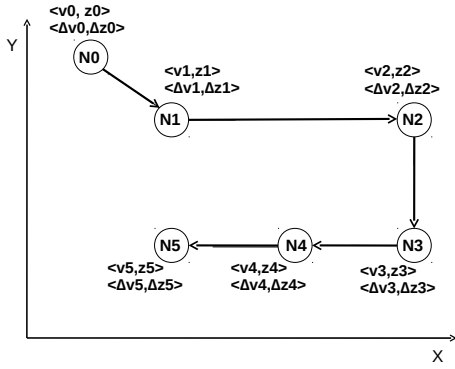 <v0, z0>
<Δv0,Δz0>
Y
N0
<v1,z1>
<Δv1,Δz1>
<v2,z2>
<Δv2,Δz2>
N1
N2
N5
N4
N3
<v5,z5>
<Δv5,Δz5>
<v4,z4>
<Δv4,Δz4>
<v3,z3>
<Δv3,Δz3>
X